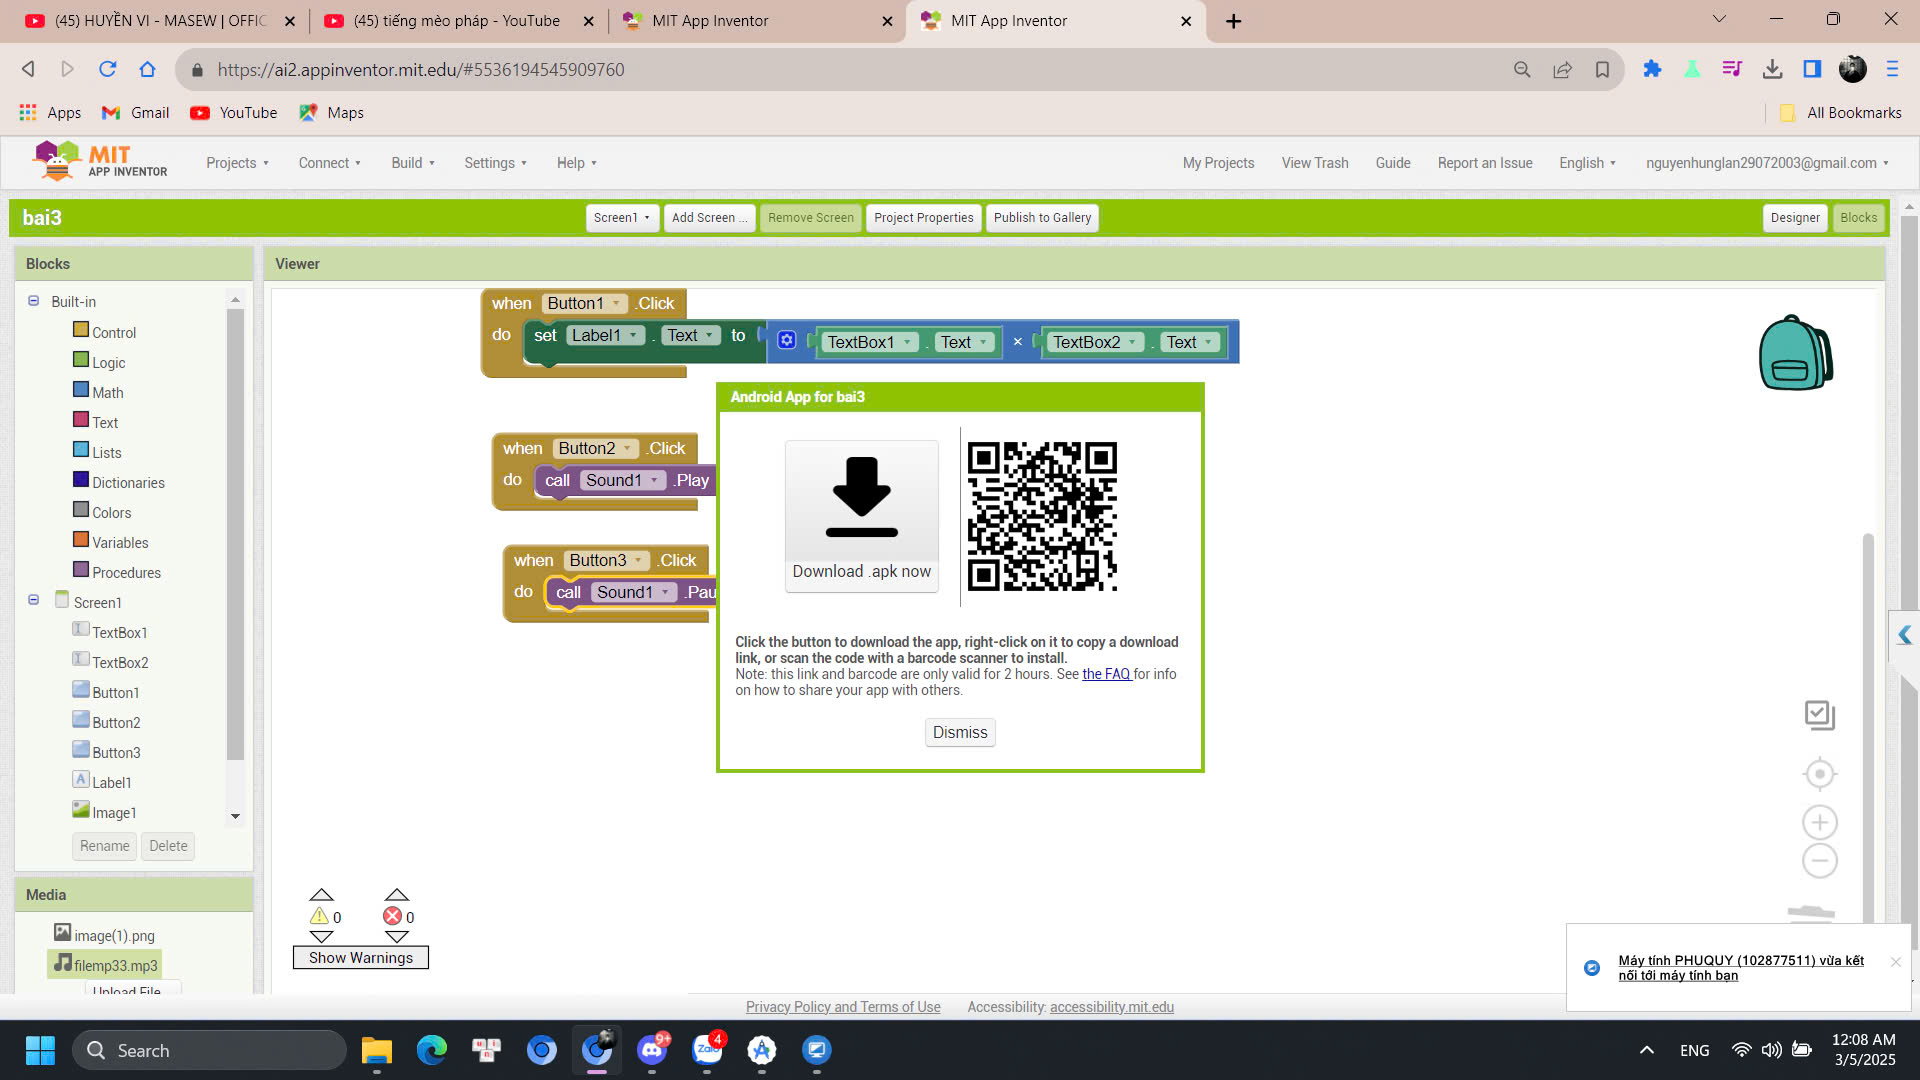 (45) HUYỀN VI - MASEW | OFFIC
(45) tiếng mèo pháp - YouTube
MIT App Inventor
MIT App Inventor
https://ai2.appinventor.mit.edu/#5536194545909760
Apps
Gmail
YouTube
Maps
All Bookmarks
MIT
APP INVENTOR
Projects
Connect
Build
Settings
Help
My Projects
View Trash
Guide
Report an Issue
English
nguyenhunglan29072003@gmail.com
bai3
Screen1
Add Screen ...
Remove Screen
Project Properties
Publish to Gallery
Designer
Blocks
Blocks
Viewer
Built-in
Control
Logic
Math
Text
Lists
Dictionaries
Colors
Variables
Procedures
Screen1
TextBox1
TextBox2
Button1
Button2
Button3
Label1
Image1
Rename
Delete
Media
image(1).png
filemp33.mp3
Upload File
when Button1 .Click
do set Label1 . Text to TextBox1 . Text × TextBox2 . Text
when Button2 .Click
do call Sound1 .Play
when Button3 .Click
do call Sound1 .Pau
Android App for bai3
Download .apk now
Click the button to download the app, right-click on it to copy a download
link, or scan the code with a barcode scanner to install.
Note: this link and barcode are only valid for 2 hours. See the FAQ for info
on how to share your app with others.
Dismiss
0
0
Show Warnings
Máy tính PHUQUY (102877511) vừa kết
nối tới máy tính bạn
Privacy Policy and Terms of Use
Accessibility: accessibility.mit.edu
Search
9+
Zalo
4
ENG
12:08 AM
3/5/2025